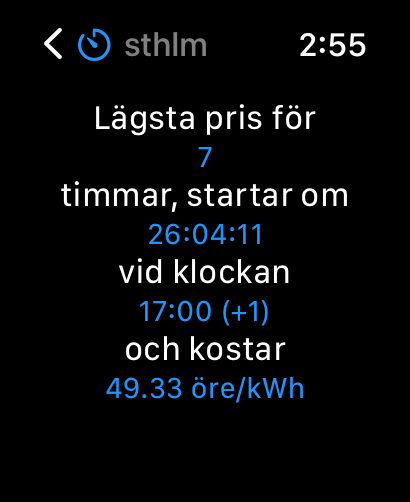 sthlm 2:55
Lägsta pris för
7
timmar, startar om
26:04:11
vid klockan
17:00 (+1)
och kostar
49.33 öre/kWh